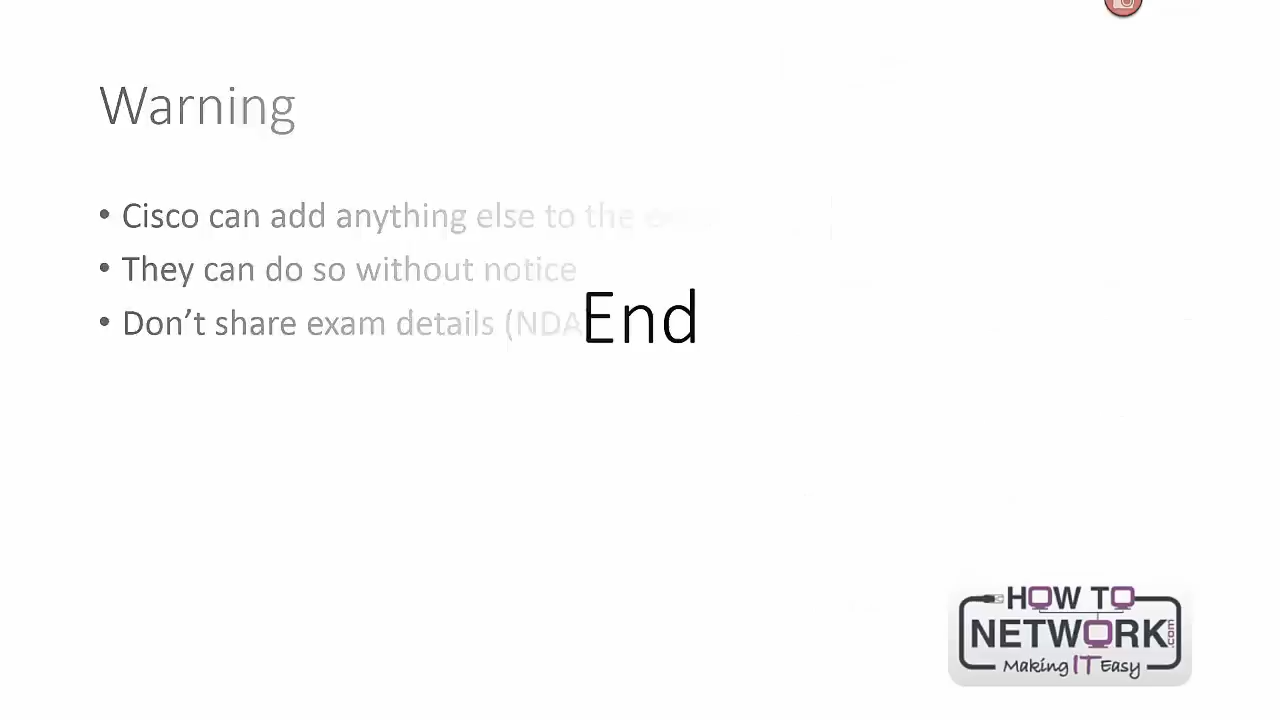 Warning
• Cisco can add anything else to the
• They can do so without notice
• Don't share exam details (NDA
End
HOW TO
NETWORK.com
Making IT Easy